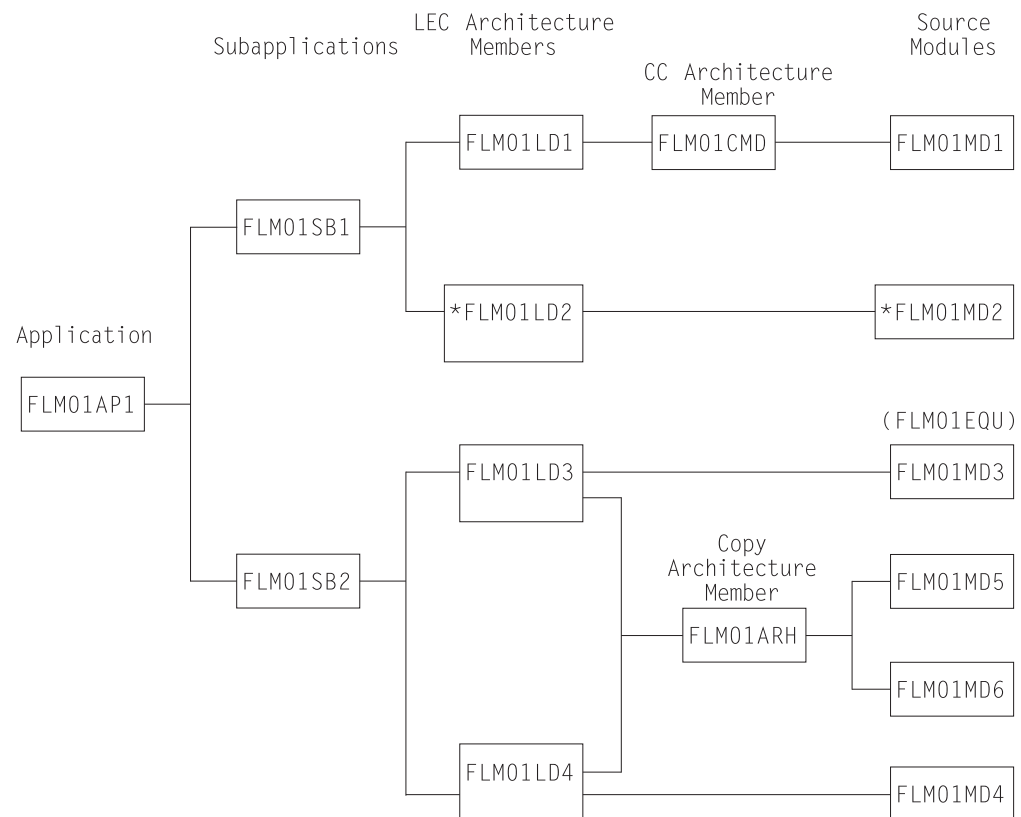 LEC Architecture
Members
Source
Modules
Subapplications
CC Architecture
Member
FLM01LD1
FLM01CMD
FLM01MD1
FLM01SB1
*FLM01LD2
*FLM01MD2
Application
FLM01AP1
(FLM01EQU)
FLM01LD3
FLM01MD3
Copy
Architecture
Member
FLM01SB2
FLM01MD5
FLM01ARH
FLM01MD6
FLM01LD4
FLM01MD4